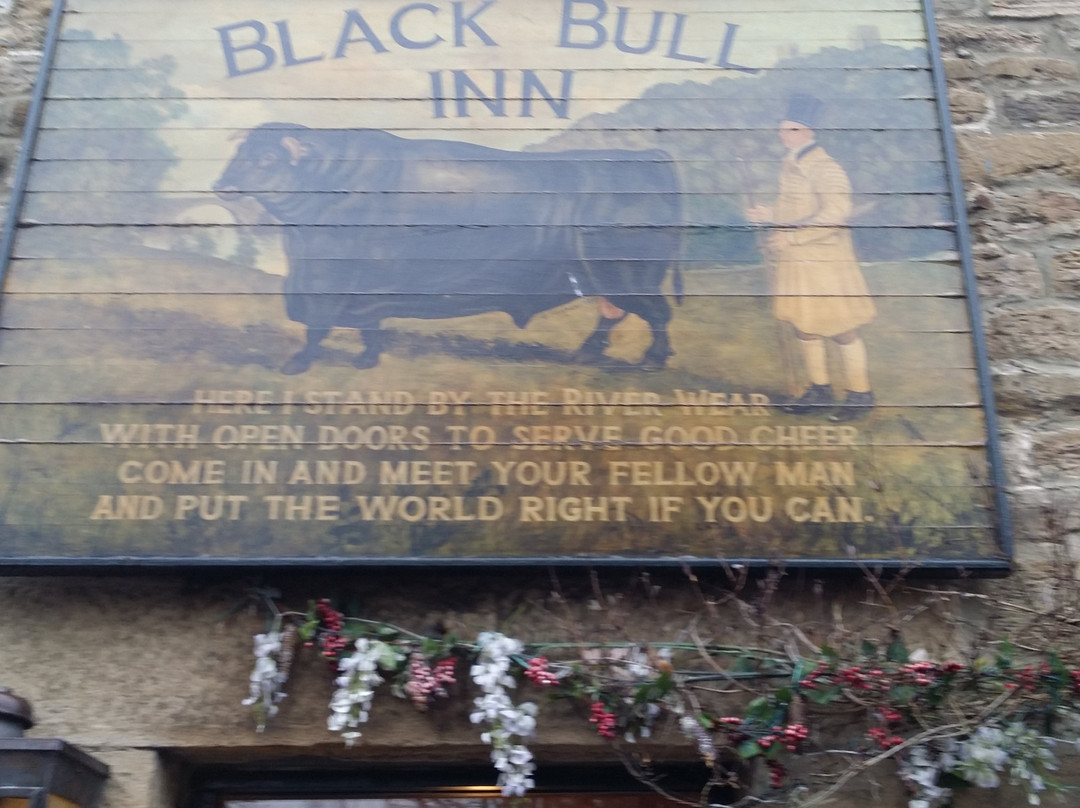 BLACK BULL
INN
HERE I STAND BY THE RIVER WEAR
WITH OPEN DOORS TO SERVE GOOD CHEER
COME IN AND MEET YOUR FELLOW MAN
AND PUT THE WORLD RIGHT IF YOU CAN.